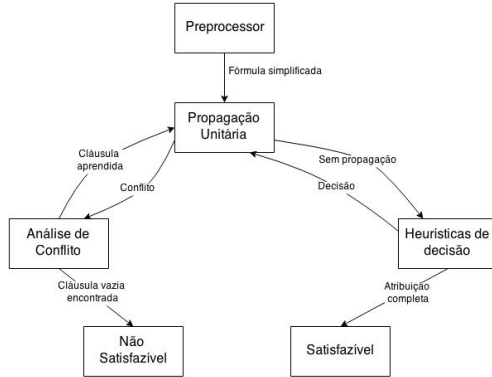 Preprocessor
Fórmula simplificada
Propagação
Unitária
Cláusula
aprendida
Sem propagação
Conflito
Decisão
Análise de
Conflito
Heurísticas de
decisão
Cláusula vazia
encontrada
Atribuição
completa
Não
Satisfazível
Satisfazível